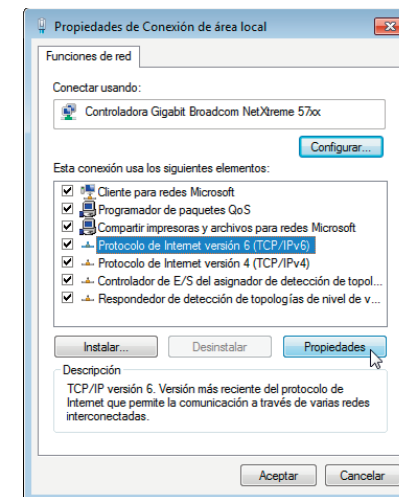 Propiedades de Conexión de área local
Funciones de red
Conectar usando:
Controladora Gigabit Broadcom NetXtreme 57xx
Configurar...
Esta conexión usa los siguientes elementos:
Cliente para redes Microsoft
Programador de paquetes QoS
Compartir impresoras y archivos para redes Microsoft
Protocolo de Internet versión 6 (TCP/IPv6)
Protocolo de Internet versión 4 (TCP/IPv4)
Controlador de E/S del asignador de detección de topol...
Respondedor de detección de topologías de nivel de v...
Instalar... Desinstalar Propiedades
Descripción
TCP/IP versión 6. Versión más reciente del protocolo de
Internet que permite la comunicación a través de varias redes
interconectadas.
Aceptar Cancelar